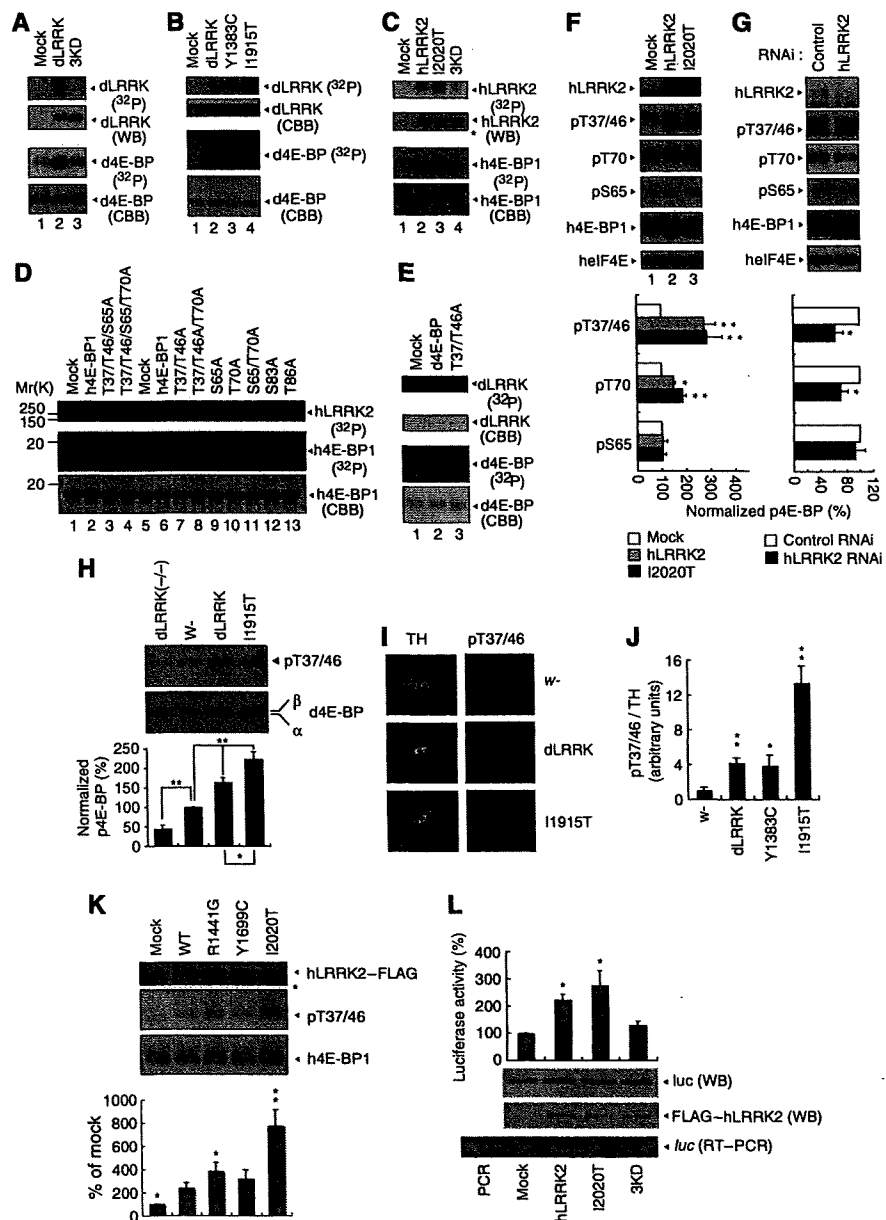 A
Mock
dLRRK
3KD
dLRRK
(32P)
dLRRK
(WB)
d4E-BP
(32P)
d4E-BP
(CBB)
1 2 3
B
Mock
dLRRK
Y1383C
I1915T
dLRRK (32P)
dLRRK
(CBB)
d4E-BP (32P)
d4E-BP
(CBB)
1 2 3 4
C
Mock
hLRRK2
I2020T
3KD
hLRRK2
(32P)
hLRRK2
(WB)
*
h4E-BP1
(32P)
h4E-BP1
(CBB)
1 2 3 4
F
Mock
hLRRK2
I2020T
hLRRK2
pT37/46
pT70
pS65
h4E-BP1
heIF4E
1 2 3
G
RNAi :
Control
hLRRK2
hLRRK2
pT37/46
pT70
pS65
h4E-BP1
heIF4E
pT37/46
pT70
pS65
* *
* *
*
* *
0 100 200 300 400
*
*
0 40 80 120
Normalized p4E-BP (%)
Mock
hLRRK2
I2020T
Control RNAi
hLRRK2 RNAi
D
Mr(K)
Mock
h4E-BP1
T37/T46/S65A
T37/T46/S65/T70A
Mock
h4E-BP1
T37/T46A
T37/T46A/T70A
S65A
T70A
S65/T70A
S83A
T86A
250
150
hLRRK2
(32P)
20
h4E-BP1
(32P)
20
h4E-BP1
(CBB)
1 2 3 4 5 6 7 8 9 10 11 12 13
E
Mock
d4E-BP
T37/T46A
dLRRK
(32P)
dLRRK
(CBB)
d4E-BP
(32P)
d4E-BP
(CBB)
1 2 3
H
dLRRK(−/−)
W-
dLRRK
I1915T
pT37/46
β
d4E-BP
α
Normalized
p4E-BP (%)
250
200
150
100
50
0
**
**
*
I
TH
pT37/46
w-
dLRRK
I1915T
J
pT37/46 / TH
(arbitrary units)
16
12
8
4
0
* *
*
* *
w-
dLRRK
Y1383C
I1915T
K
Mock
WT
R1441G
Y1699C
I2020T
hLRRK2–FLAG
*
pT37/46
h4E-BP1
% of mock
1000
800
600
400
200
0
*
*
* *
L
Luciferase activity (%)
400
300
200
100
0
*
*
luc (WB)
FLAG–hLRRK2 (WB)
luc (RT–PCR)
PCR
Mock
hLRRK2
I2020T
3KD